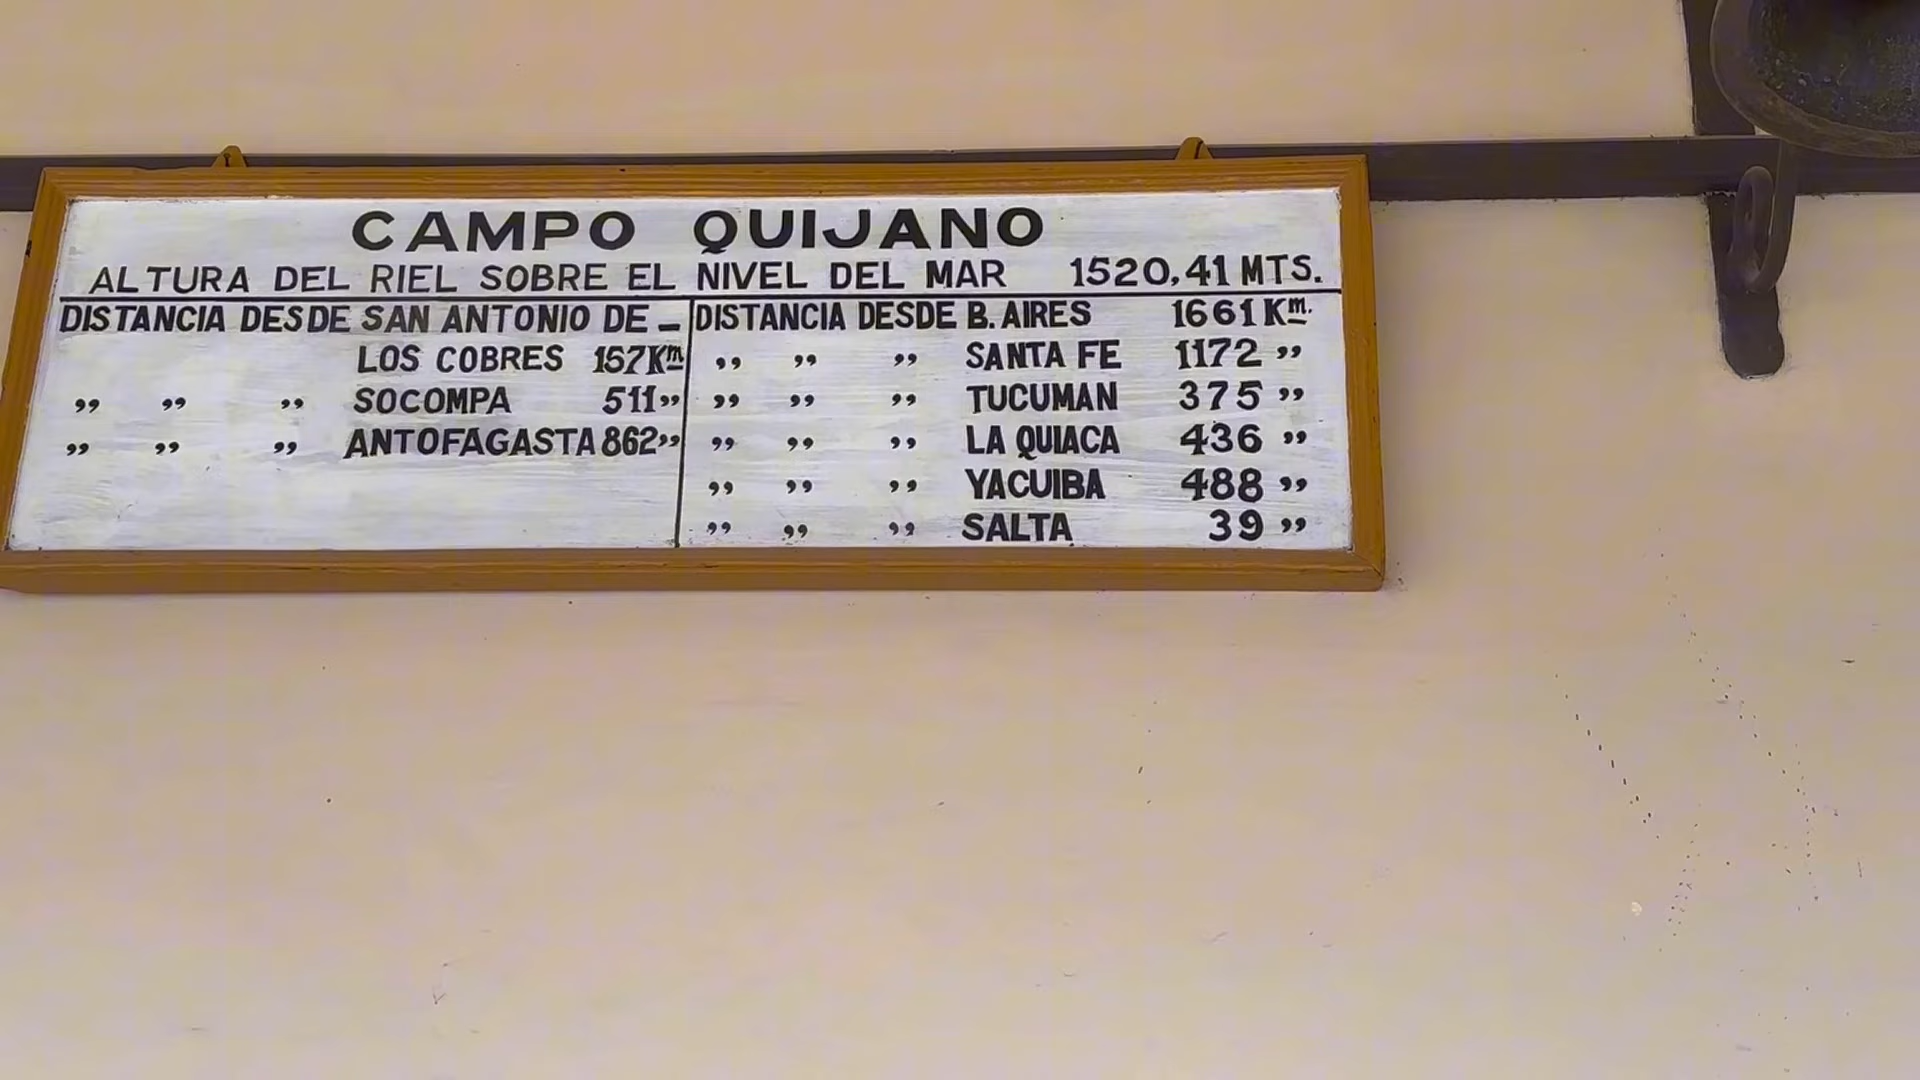 CAMPO QUIJANO
ALTURA DEL RIEL SOBRE EL NIVEL DEL MAR 1520,41 MTS.
DISTANCIA DESDE SAN ANTONIO DE –
LOS COBRES 157 Km
„ „ „ SOCOMPA 511 „
„ „ „ ANTOFAGASTA 862 „
DISTANCIA DESDE B. AIRES 1661 Km.
„ „ „ SANTA FE 1172 „
„ „ „ TUCUMAN 375 „
„ „ „ LA QUIACA 436 „
„ „ „ YACUIBA 488 „
„ „ „ SALTA 39 „